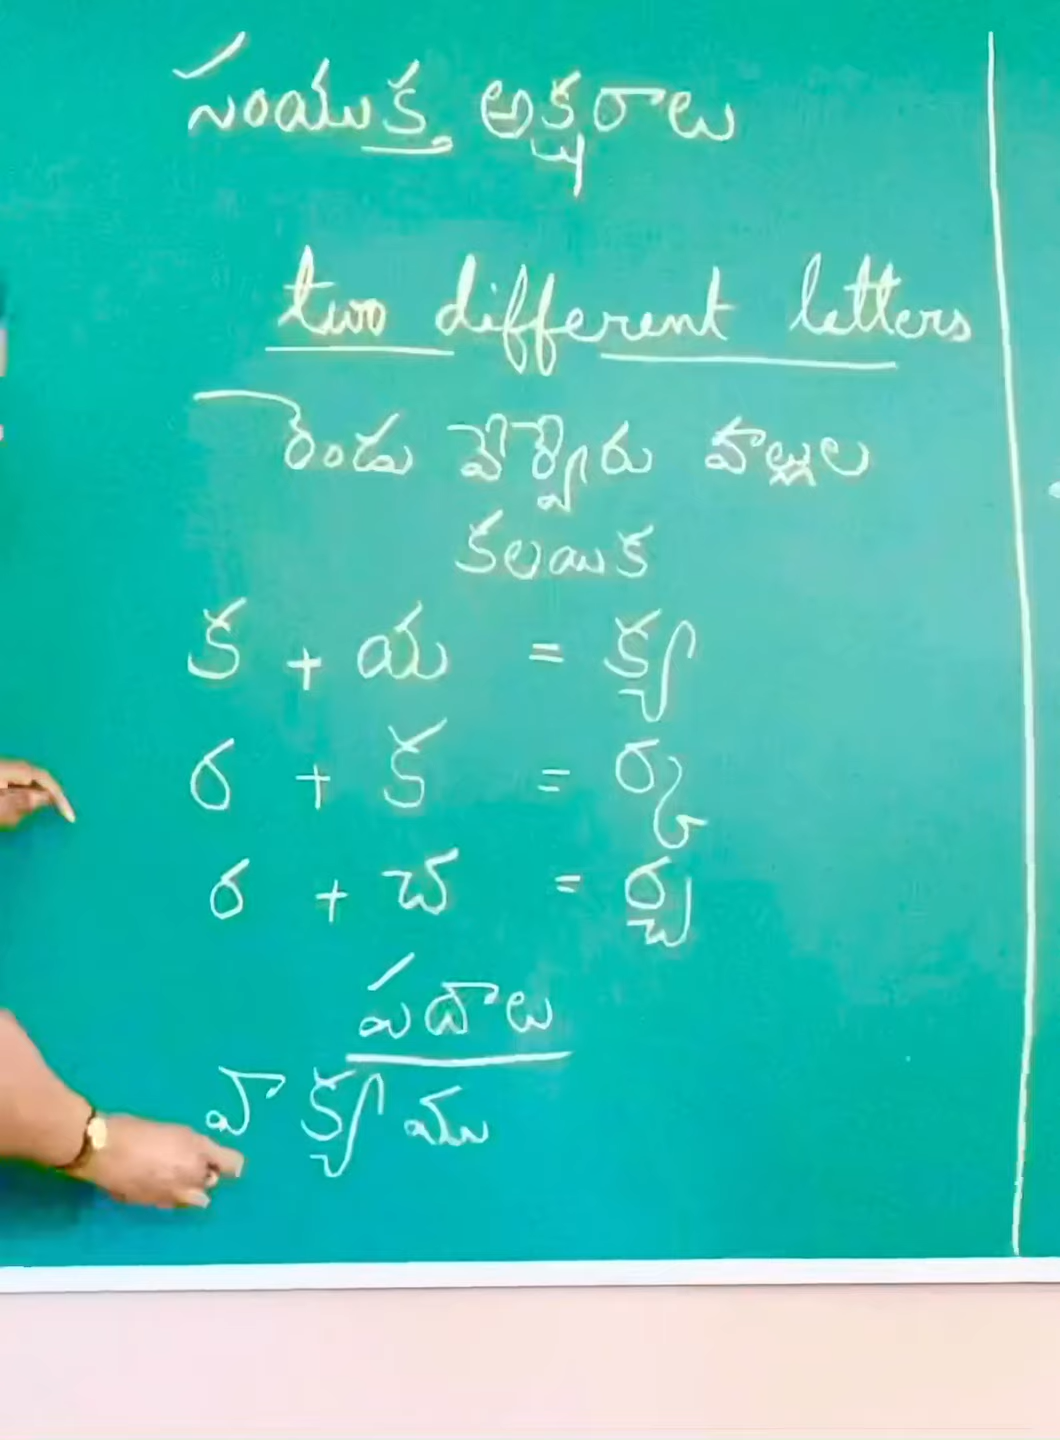 సంయుక్త అక్షరాలు
two different letters
రెండు వేర్వేరు హల్లుల
కలయిక
క + య = క్య
ర + క = ర్క
ర + చ = ర్చ
పదాలు
వాక్యము